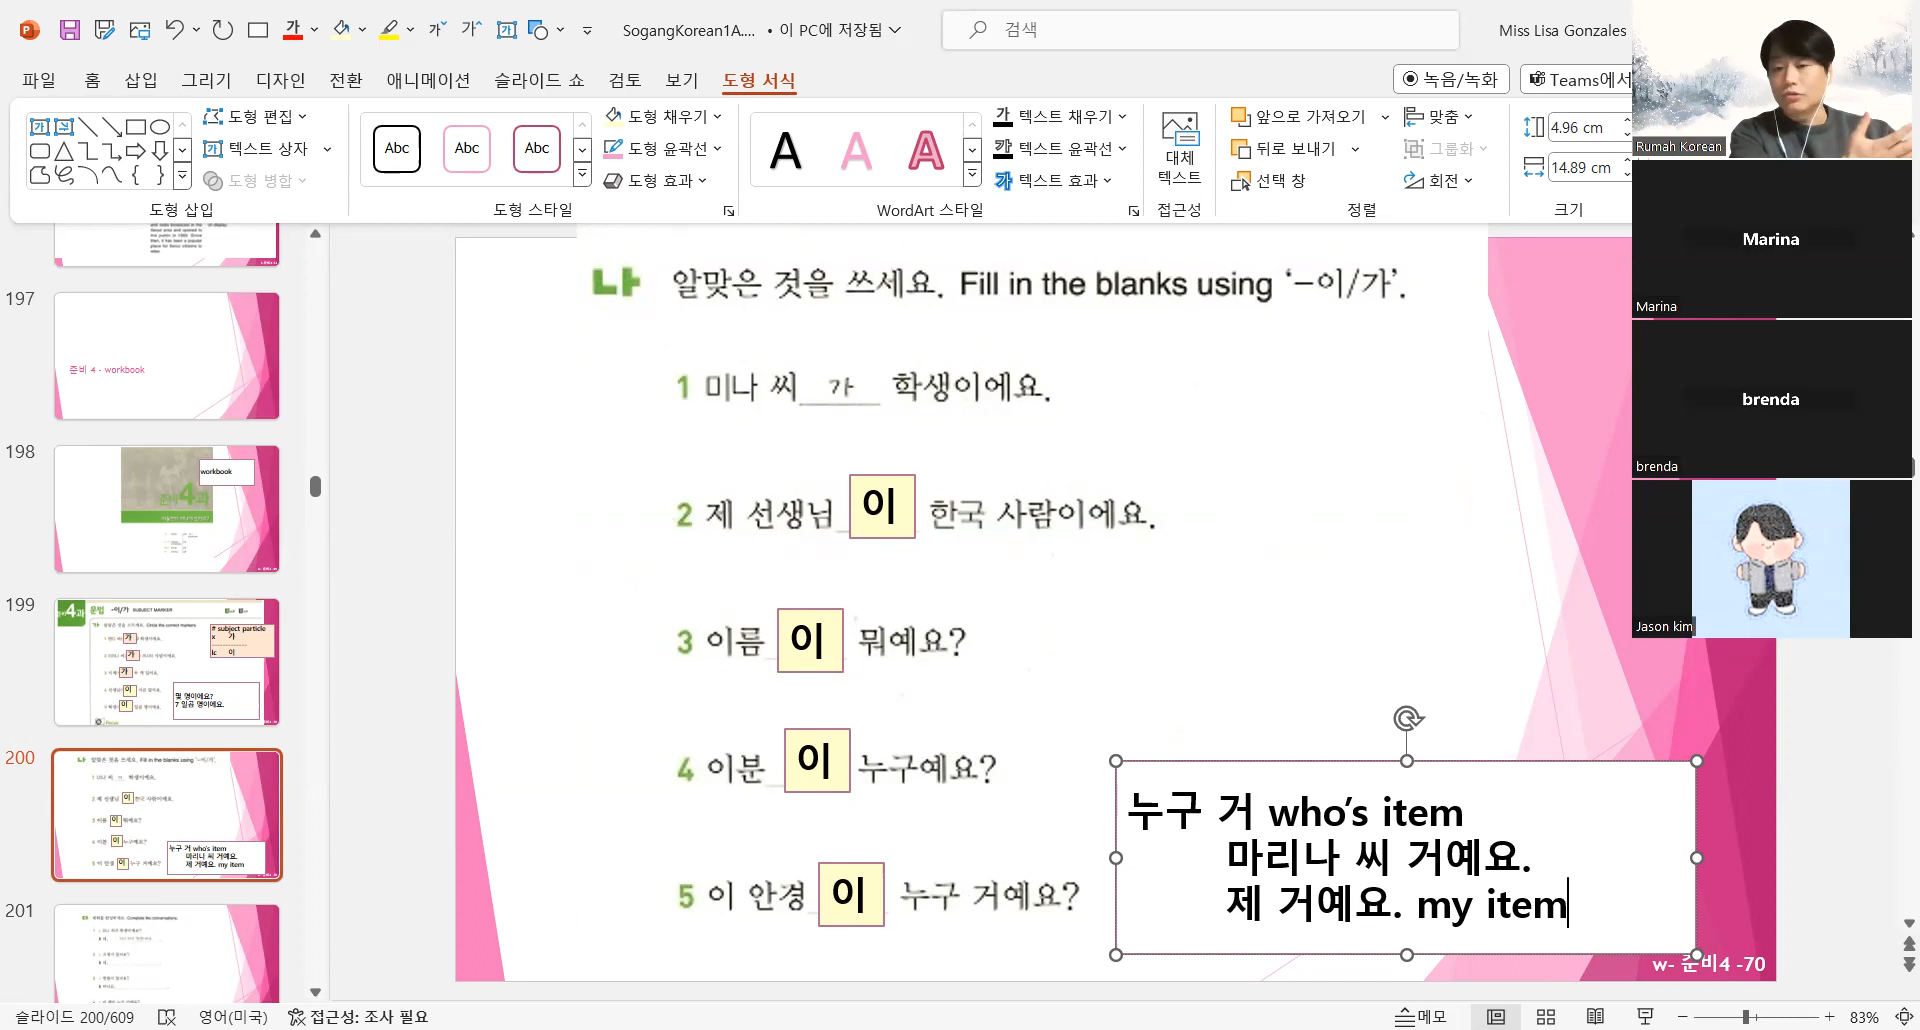 SogangKorean1A.... • 이 PC에 저장됨
검색
Miss Lisa Gonzales
파일 홈 삽입 그리기 디자인 전환 애니메이션 슬라이드 쇼 검토 보기 도형 서식
녹음/녹화
Teams에서
도형 편집
텍스트 상자
도형 병합
도형 삽입
Abc Abc Abc
도형 채우기
도형 윤곽선
도형 효과
도형 스타일
A A A
텍스트 채우기
텍스트 윤곽선
텍스트 효과
WordArt 스타일
대체
텍스트
접근성
앞으로 가져오기
뒤로 보내기
선택 창
맞춤
그룹화
회전
정렬
4.96 cm
14.89 cm
크기
197
준비 4 - workbook
198
workbook
준비4과
199
200
201
나 알맞은 것을 쓰세요. Fill in the blanks using ‘–이/가’.
1 미나 씨 가 학생이에요.
2 제 선생님 이 한국 사람이에요.
3 이름 이 뭐예요?
4 이분 이 누구예요?
5 이 안경 이 누구 거예요?
누구 거 who’s item
마리나 씨 거예요.
제 거예요. my item
w- 준비4 -70
Rumah Korean
Marina
Marina
brenda
brenda
Jason kim
슬라이드 200/609
영어(미국)
접근성: 조사 필요
메모
83%